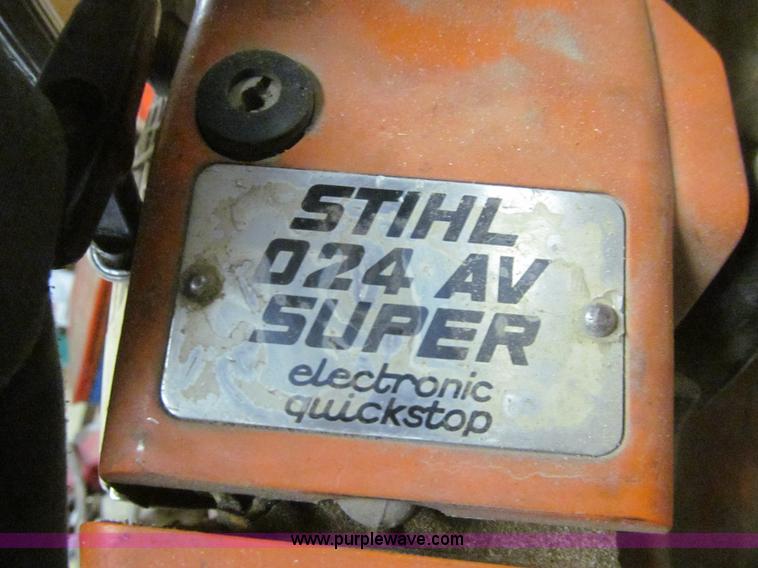 STIHL
024 AV
SUPER
electronic
quickstop
www.purplewave.com